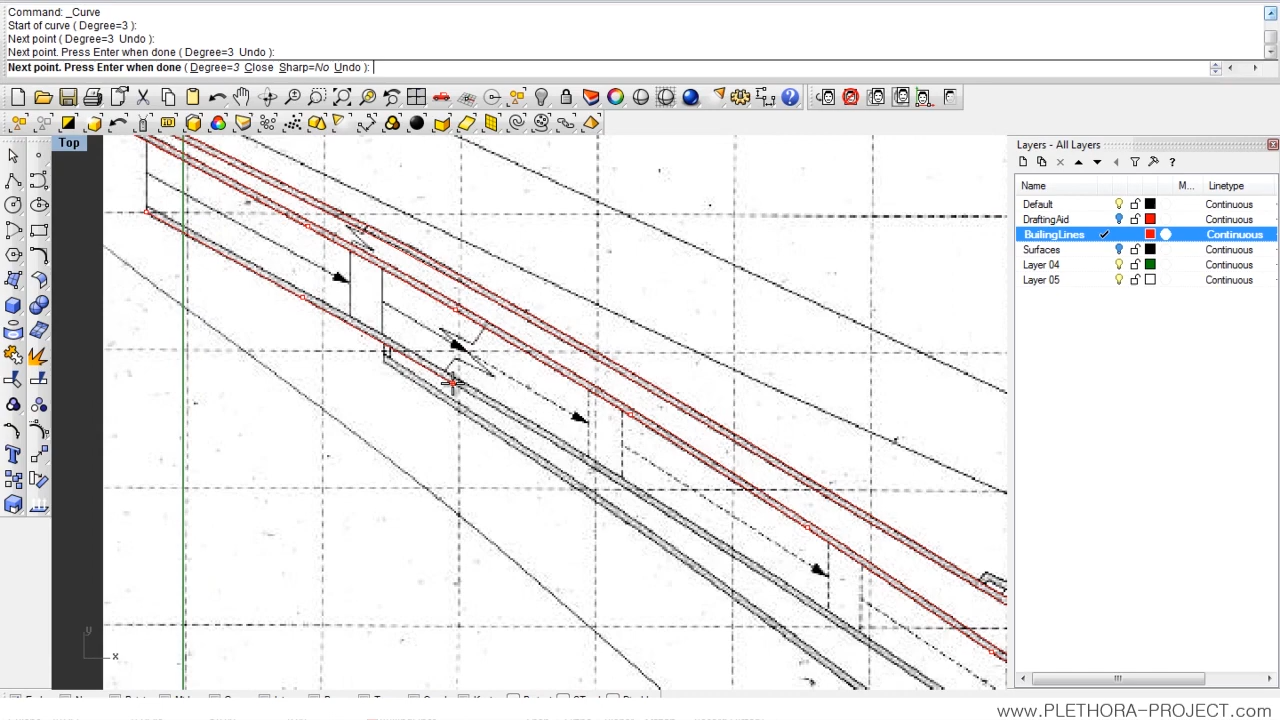 Command: _Curve
Start of curve ( Degree=3 ):
Next point ( Degree=3  Undo ):
Next point. Press Enter when done ( Degree=3  Undo ):
Next point. Press Enter when done ( Degree=3  Close  Sharp=No  Undo ):
Top
Layers - All Layers
Name M... Linetype
Default Continuous
DraftingAid Continuous
BuilingLines Continuous
Surfaces Continuous
Layer 04 Continuous
Layer 05 Continuous
y
x
www.PLETHORA-PROJECT.com